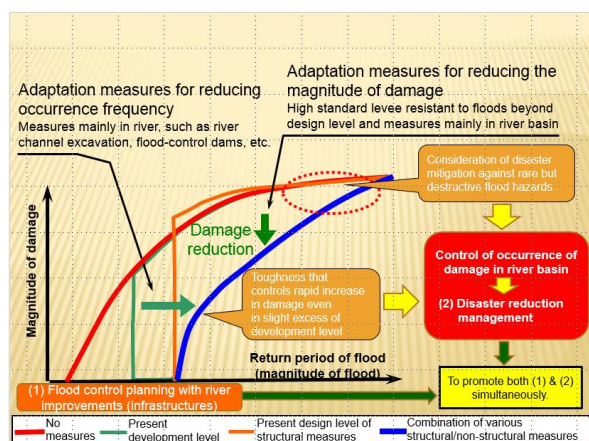 Adaptation measures for reducing
occurrence frequency
Measures mainly in river, such as river
channel excavation, flood-control dams, etc.
Adaptation measures for reducing the
magnitude of damage
High standard levee resistant to floods beyond
design level and measures mainly in river basin
Consideration of disaster
mitigation against rare but
destructive flood hazards
Magnitude of damage
Damage
reduction
Toughness that
controls rapid increase
in damage even
in slight excess of
development level
Control of occurrence of
damage in river basin
(2) Disaster reduction
management
Return period of flood
(magnitude of flood)
(1) Flood control planning with river
improvements (infrastructures)
To promote both (1) & (2)
simultaneously.
No
measures
Present
development level
Present design level of
structural measures
Combination of various
structural/non-structural measures